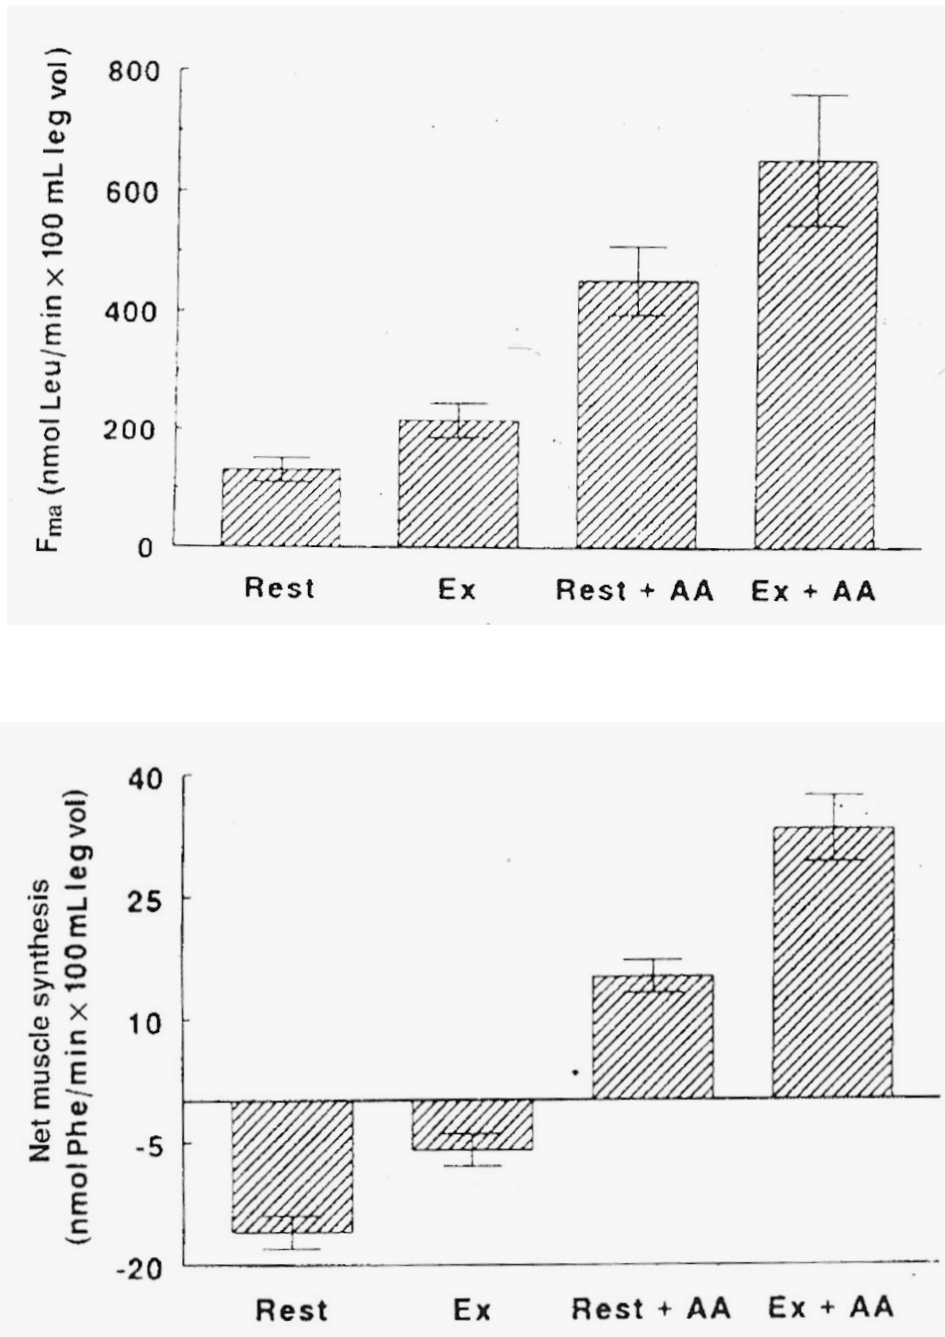 Fma (nmol Leu/min × 100 mL leg vol)
800
600
400
200
0
Rest Ex Rest + AA Ex + AA
Net muscle synthesis
(nmol Phe/min × 100 mL leg vol)
40
25
10
-5
-20
Rest Ex Rest + AA Ex + AA